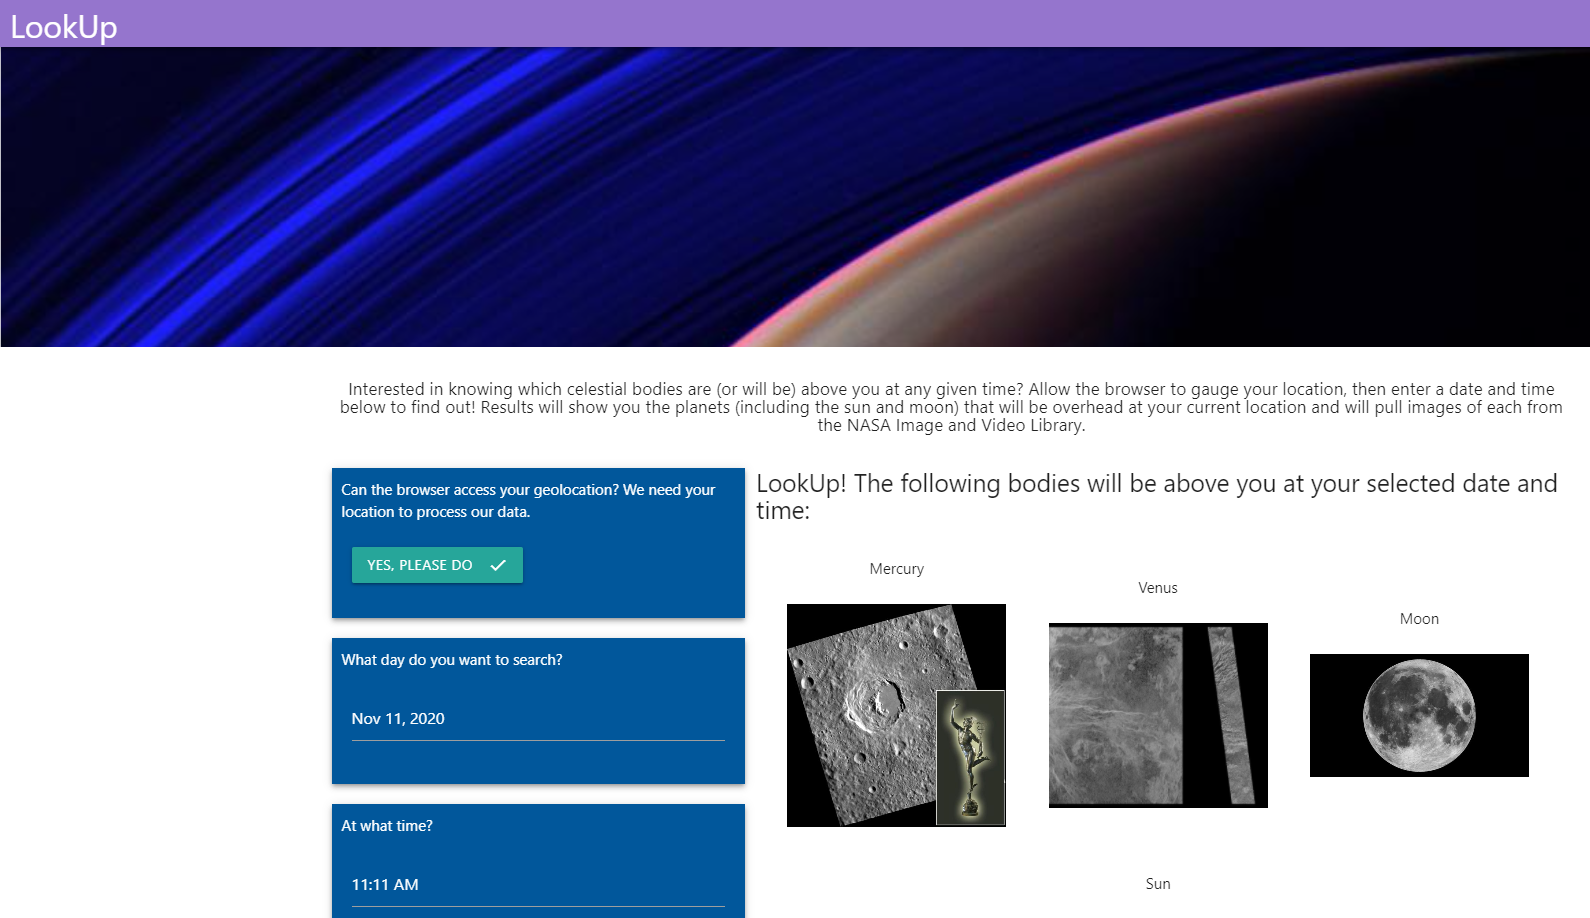 LookUp
Interested in knowing which celestial bodies are (or will be) above you at any given time? Allow the browser to gauge your location, then enter a date and time
below to find out! Results will show you the planets (including the sun and moon) that will be overhead at your current location and will pull images of each from
the NASA Image and Video Library.
Can the browser access your geolocation? We need your
location to process our data.
YES, PLEASE DO
What day do you want to search?
Nov 11, 2020
At what time?
11:11 AM
LookUp! The following bodies will be above you at your selected date and
time:
Mercury
Venus
Moon
Sun